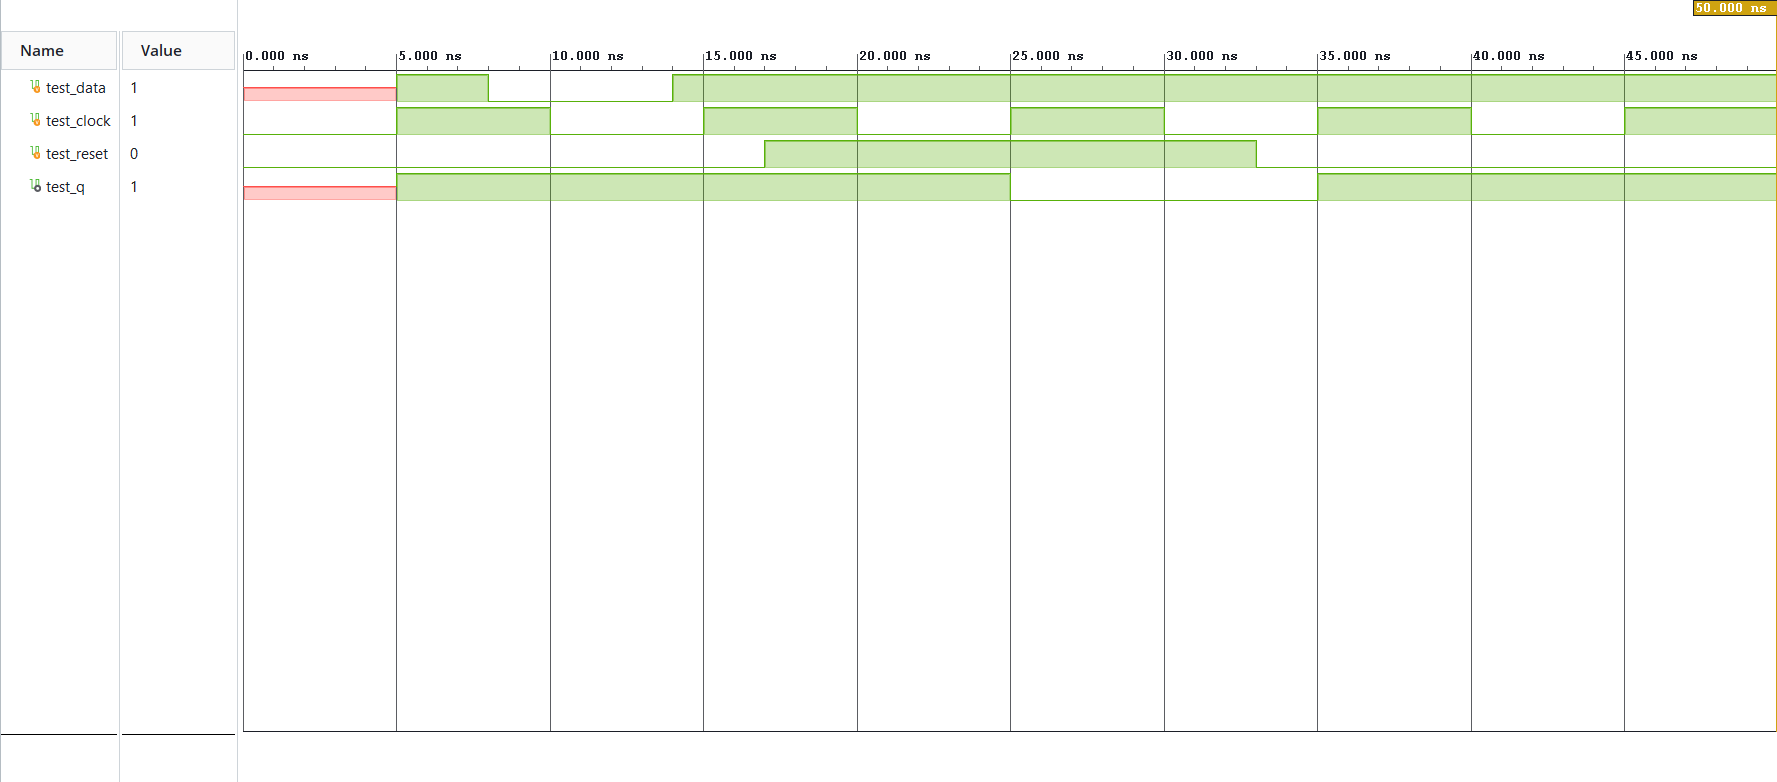 50.000 ns
Name Value
0.000 ns 5.000 ns 10.000 ns 15.000 ns 20.000 ns 25.000 ns 30.000 ns 35.000 ns 40.000 ns 45.000 ns
test_data 1
test_clock 1
test_reset 0
test_q 1